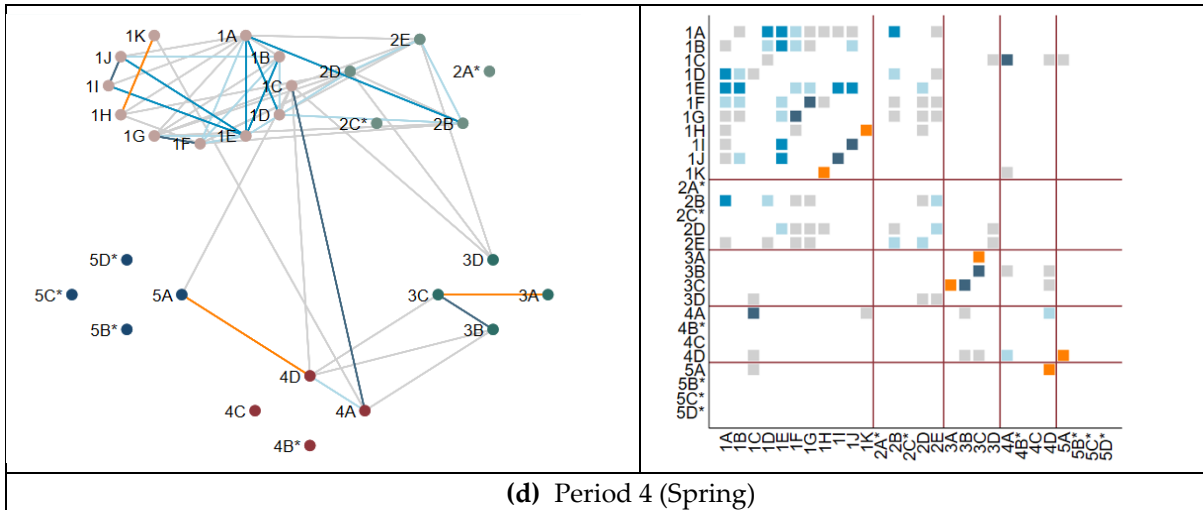 1K
1A
2E
1J
1B
2D
2A*
1I
1C
1H
1D
2C*
2B
1G
1F
1E
5D*
3D
5C*
5A
3C
3A
5B*
3B
4D
4C
4A
4B*
1A
1B
1C
1D
1E
1F
1G
1H
1I
1J
1K
2A*
2B
2C*
2D
2E
3A
3B
3C
3D
4A
4B*
4C
4D
5A
5B*
5C*
5D*
1A
1B
1C
1D
1E
1F
1G
1H
1I
1J
1K
2A*
2B
2C*
2D
2E
3A
3B
3C
3D
4A
4B*
4C
4D
5A
5B*
5C*
5D*
(d) Period 4 (Spring)